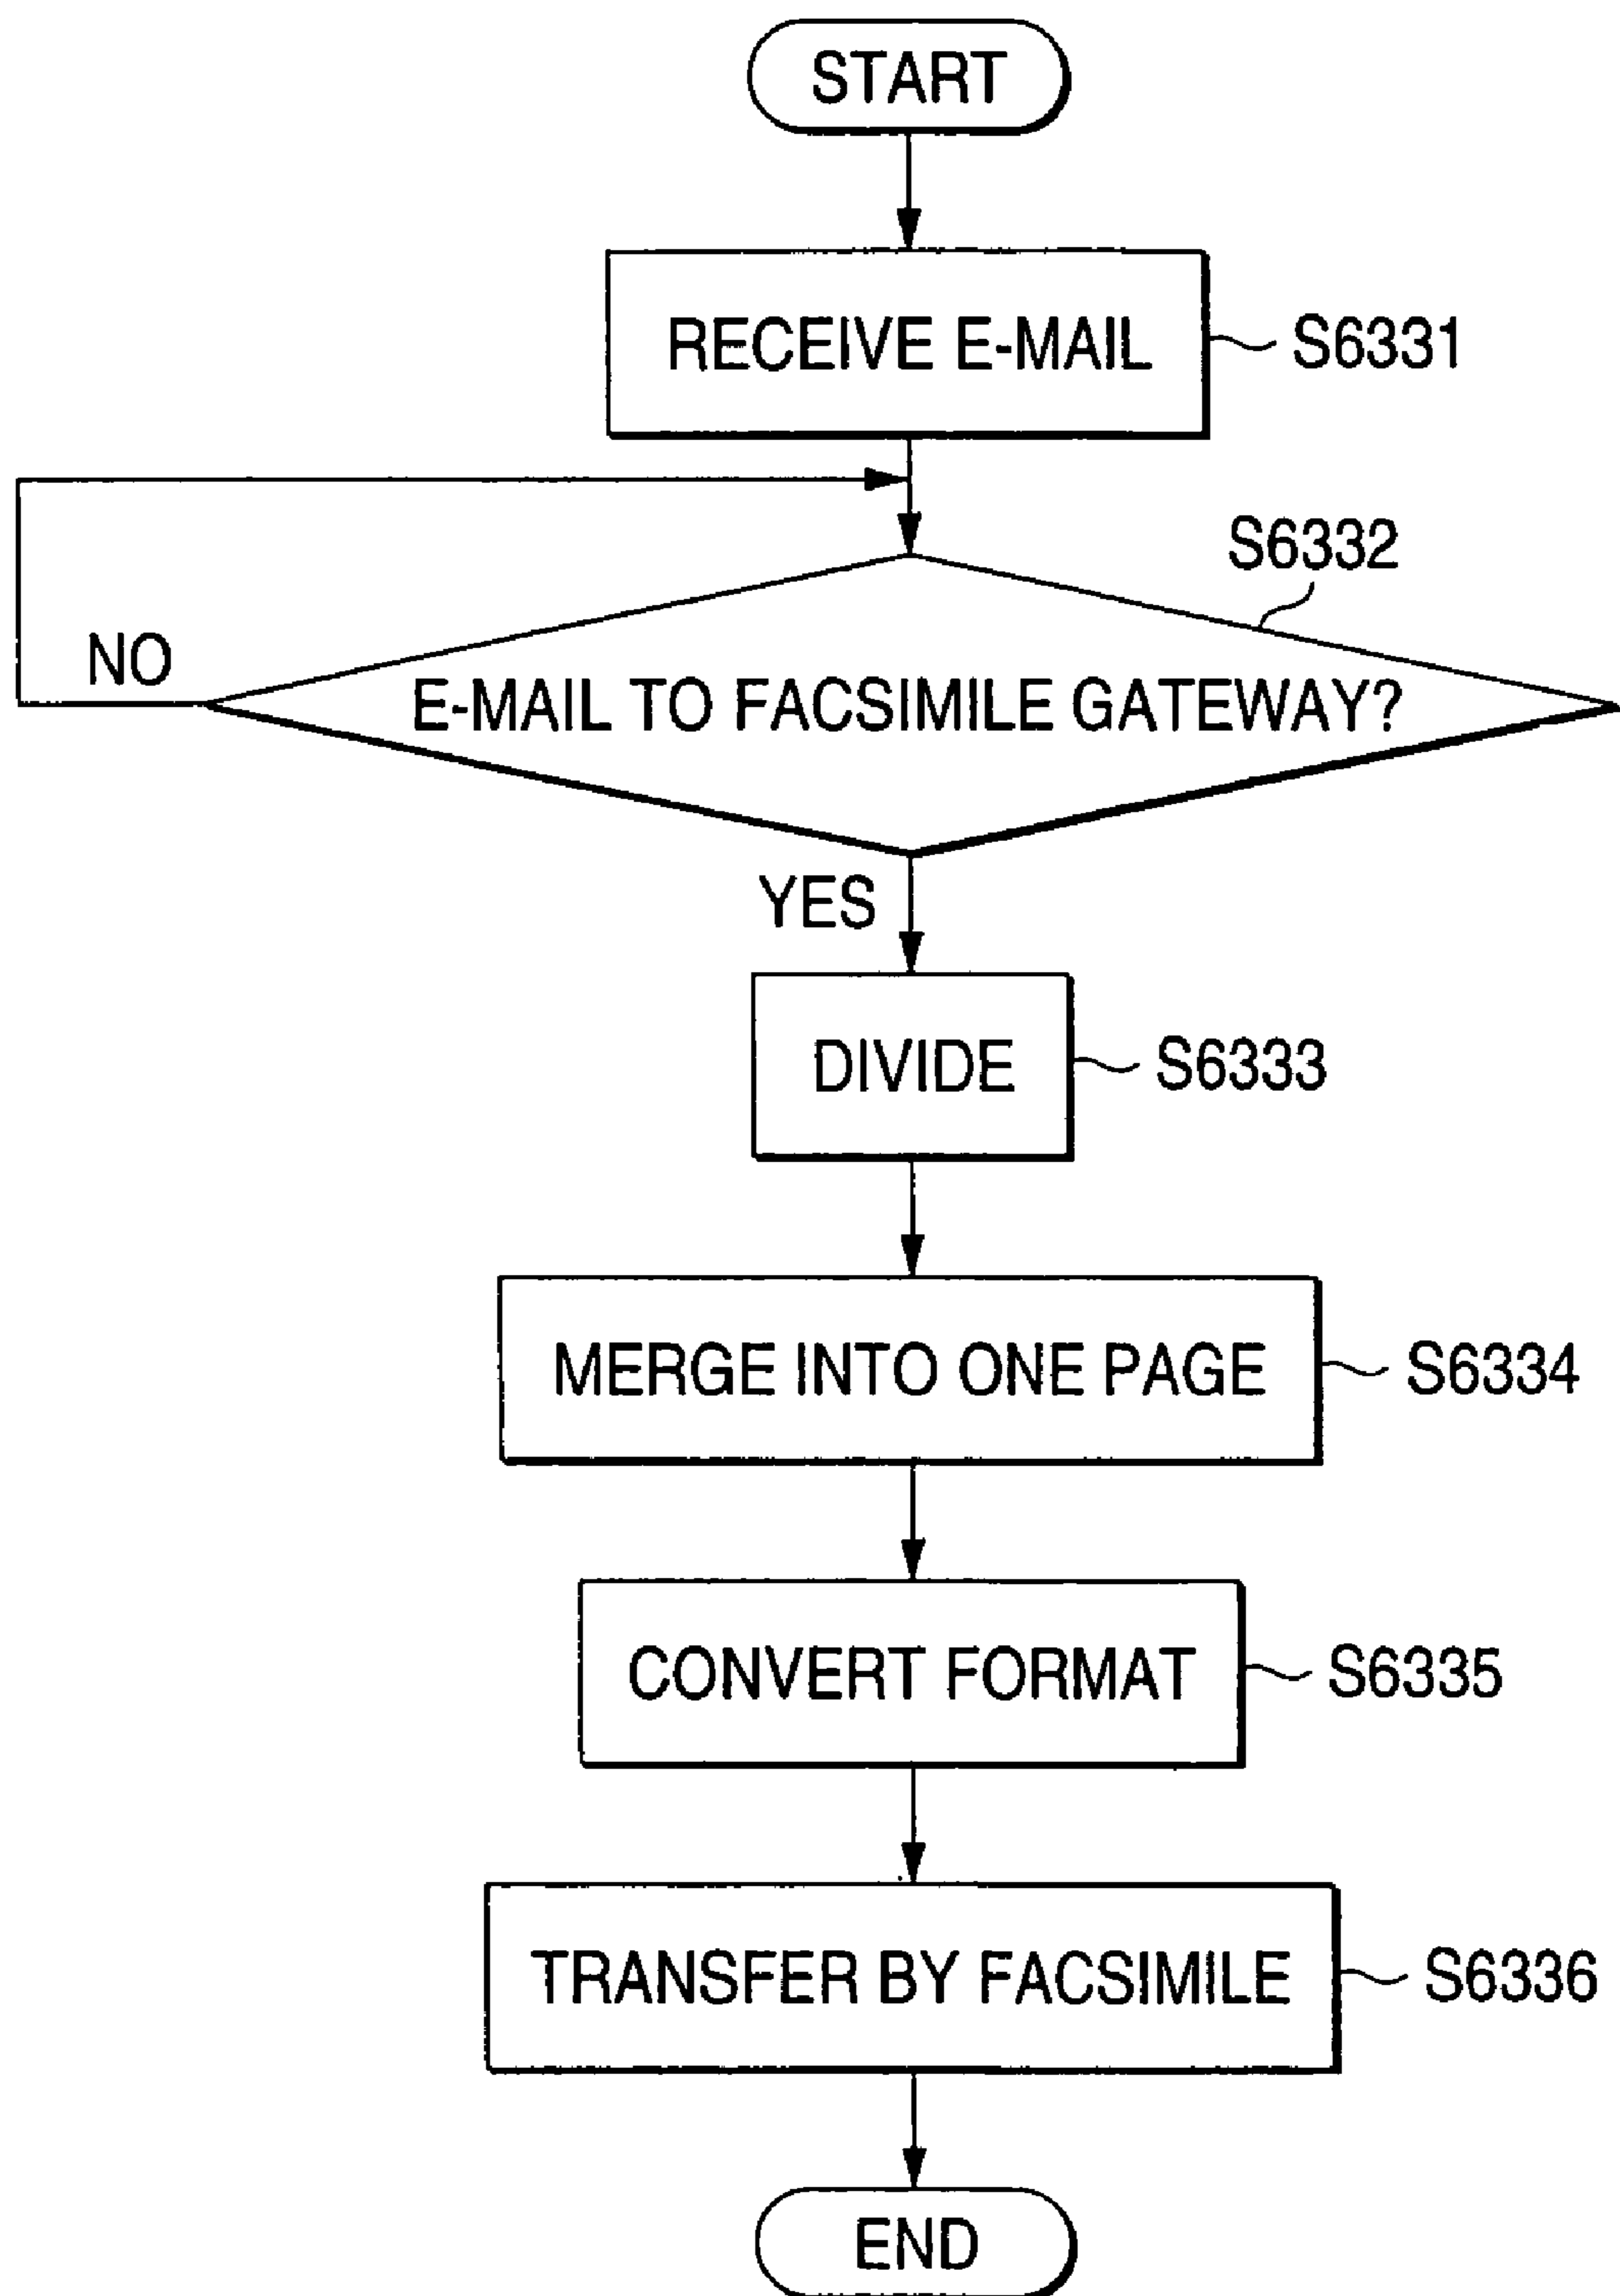 START
RECEIVE E-MAIL
S6331
S6332
NO
E-MAIL TO FACSIMILE GATEWAY?
YES
DIVIDE
S6333
MERGE INTO ONE PAGE
S6334
CONVERT FORMAT
S6335
TRANSFER BY FACSIMILE
S6336
END